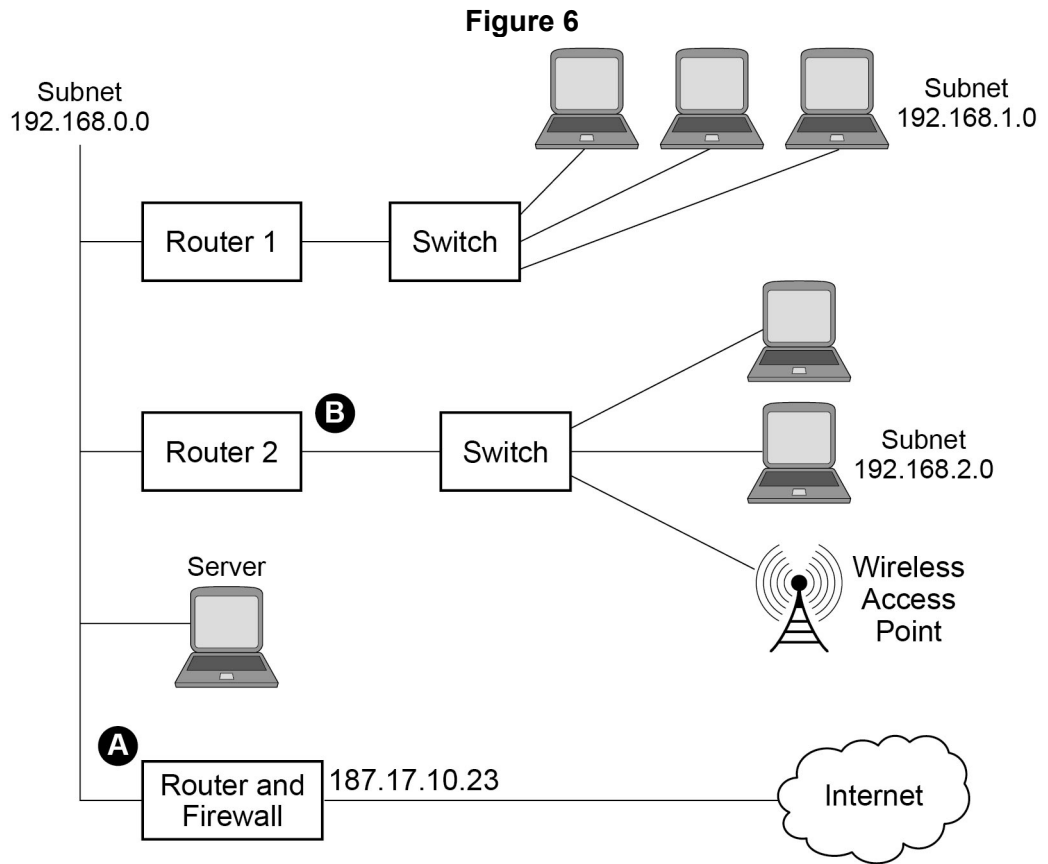 Figure 6
Subnet
192.168.0.0
Subnet
192.168.1.0
Router 1
Switch
B
Router 2
Switch
Subnet
192.168.2.0
Server
Wireless
Access
Point
A
Router and
Firewall
187.17.10.23
Internet